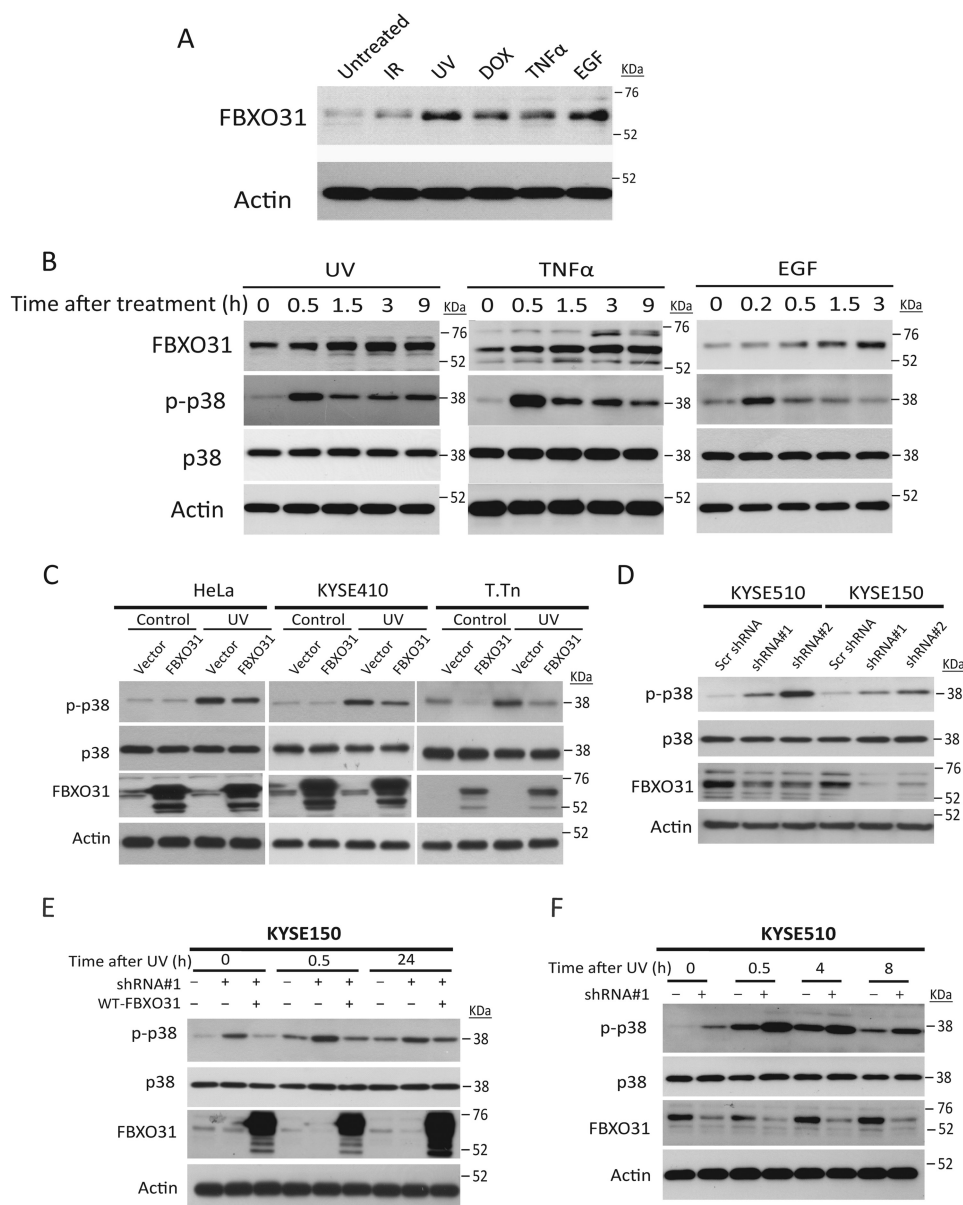 A
Untreated IR UV DOX TNFα EGF KDa
FBXO31
76
52
Actin
52
B
UV TNFα EGF
Time after treatment (h) 0 0.5 1.5 3 9 KDa 0 0.5 1.5 3 9 KDa 0 0.2 0.5 1.5 3 KDa
FBXO31 76 52 76 52 76 52
p-p38 38 38 38
p38 38 38 38
Actin 52 52 52
C
HeLa KYSE410 T.Tn
Control UV Control UV Control UV
Vector FBXO31 Vector FBXO31 Vector FBXO31 Vector FBXO31 Vector FBXO31 Vector FBXO31
KDa
p-p38 38
p38 38
FBXO31 76 52
Actin 52
D
KYSE510 KYSE150
Scr shRNA shRNA#1 shRNA#2 Scr shRNA shRNA#1 shRNA#2
KDa
p-p38 38
p38 38
FBXO31 76 52
Actin 52
E
KYSE150
Time after UV (h) 0 0.5 24
shRNA#1 – + + – + + – + +
WT-FBXO31 + + +
KDa
p-p38 38
p38 38
FBXO31 76 52
Actin 52
F
KYSE510
Time after UV (h) 0 0.5 4 8
shRNA#1 – + – + – + – + KDa
p-p38 38
p38 38
FBXO31 76 52
Actin 52